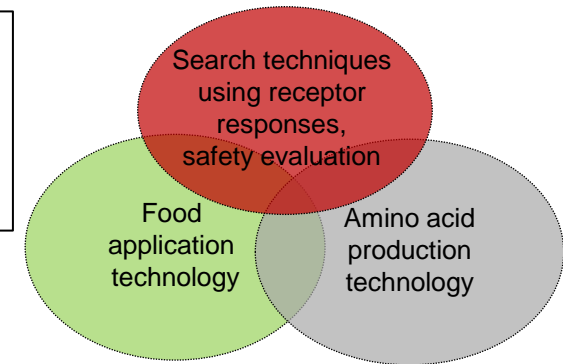 Search techniques
using receptor
responses,
safety evaluation
Food
application
technology
Amino acid
production
technology